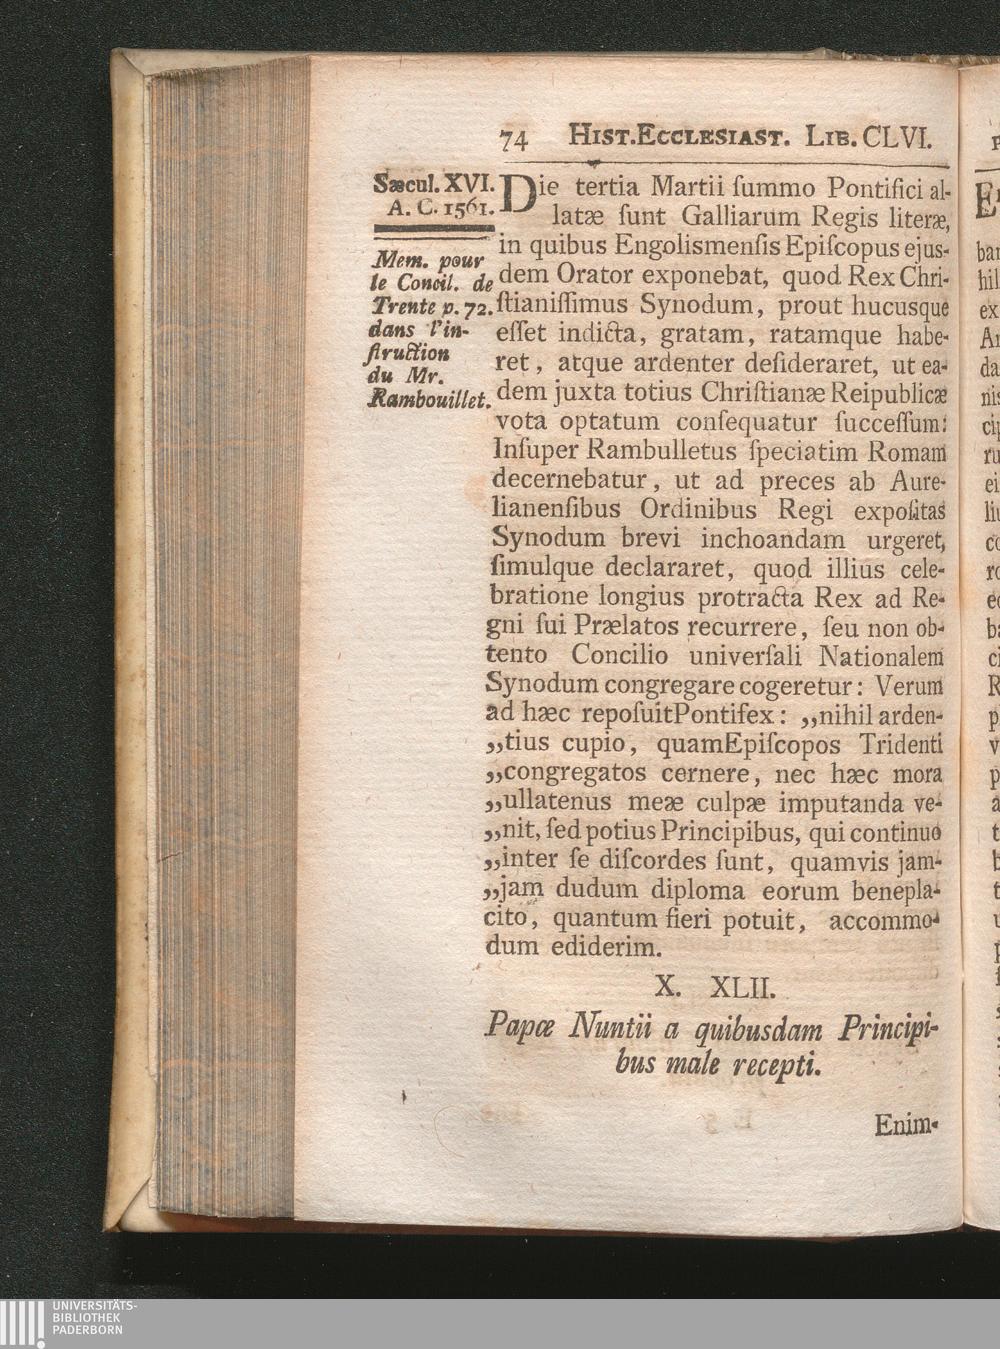 74 HIST. ECCLESIAST. LIB. CLVI.
Sæcul. XVI.
A. C. 1561.
Mem. pour
le Concil. de
Trente p. 72.
dans l'in-
ſtruction
du Mr.
Rambouillet.
Die tertia Martii ſummo Pontifici al-
latæ ſunt Galliarum Regis literæ,
in quibus Engolismenſis Epiſcopus ejus-
dem Orator exponebat, quod Rex Chri-
ſtianiſſimus Synodum, prout hucusque
eſſet indicta, gratam, ratamque habe-
ret, atque ardenter deſideraret, ut ea-
dem juxta totius Chriſtianæ Reipublicæ
vota optatum conſequatur ſucceſſum:
Inſuper Rambulletus ſpeciatim Romam
decernebatur, ut ad preces ab Aure-
lianenſibus Ordinibus Regi expoſitas
Synodum brevi inchoandam urgeret,
ſimulque declararet, quod illius cele-
bratione longius protracta Rex ad Re-
gni ſui Prælatos recurrere, ſeu non ob-
tento Concilio univerſali Nationalem
Synodum congregare cogeretur: Verum
ad hæc repoſuit Pontifex: ,,nihil arden-
,,tius cupio, quam Epiſcopos Tridenti
,,congregatos cernere, nec hæc mora
,,ullatenus meæ culpæ imputanda ve-
,,nit, ſed potius Principibus, qui continuo
,,inter ſe diſcordes ſunt, quamvis jam-
,,jam dudum diploma eorum benepla-
cito, quantum fieri potuit, accommo-
dum ediderim.
X. XLII.
Papæ Nuntii a quibusdam Principi-
bus male recepti.
Enim-
UNIVERSITÄTS-
BIBLIOTHEK
PADERBORN